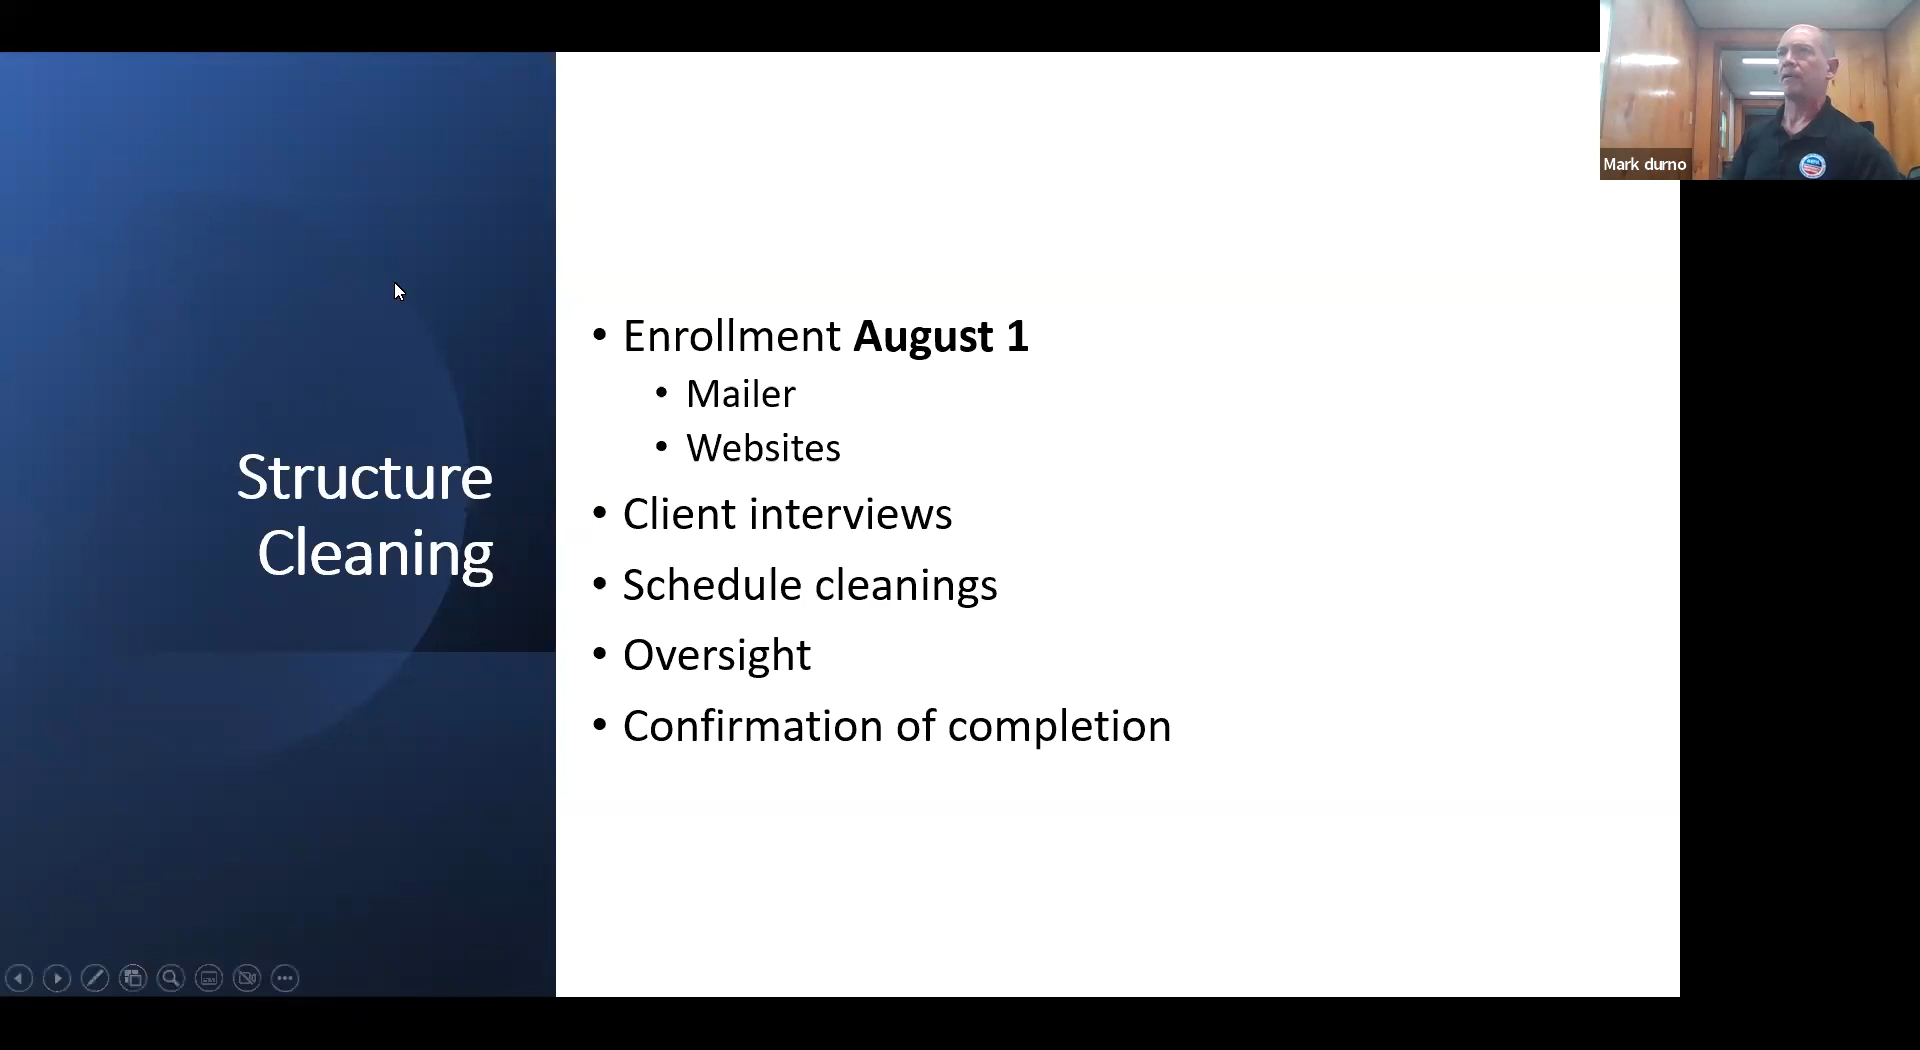 Mark durno
Structure
Cleaning
• Enrollment August 1
• Mailer
• Websites
• Client interviews
• Schedule cleanings
• Oversight
• Confirmation of completion